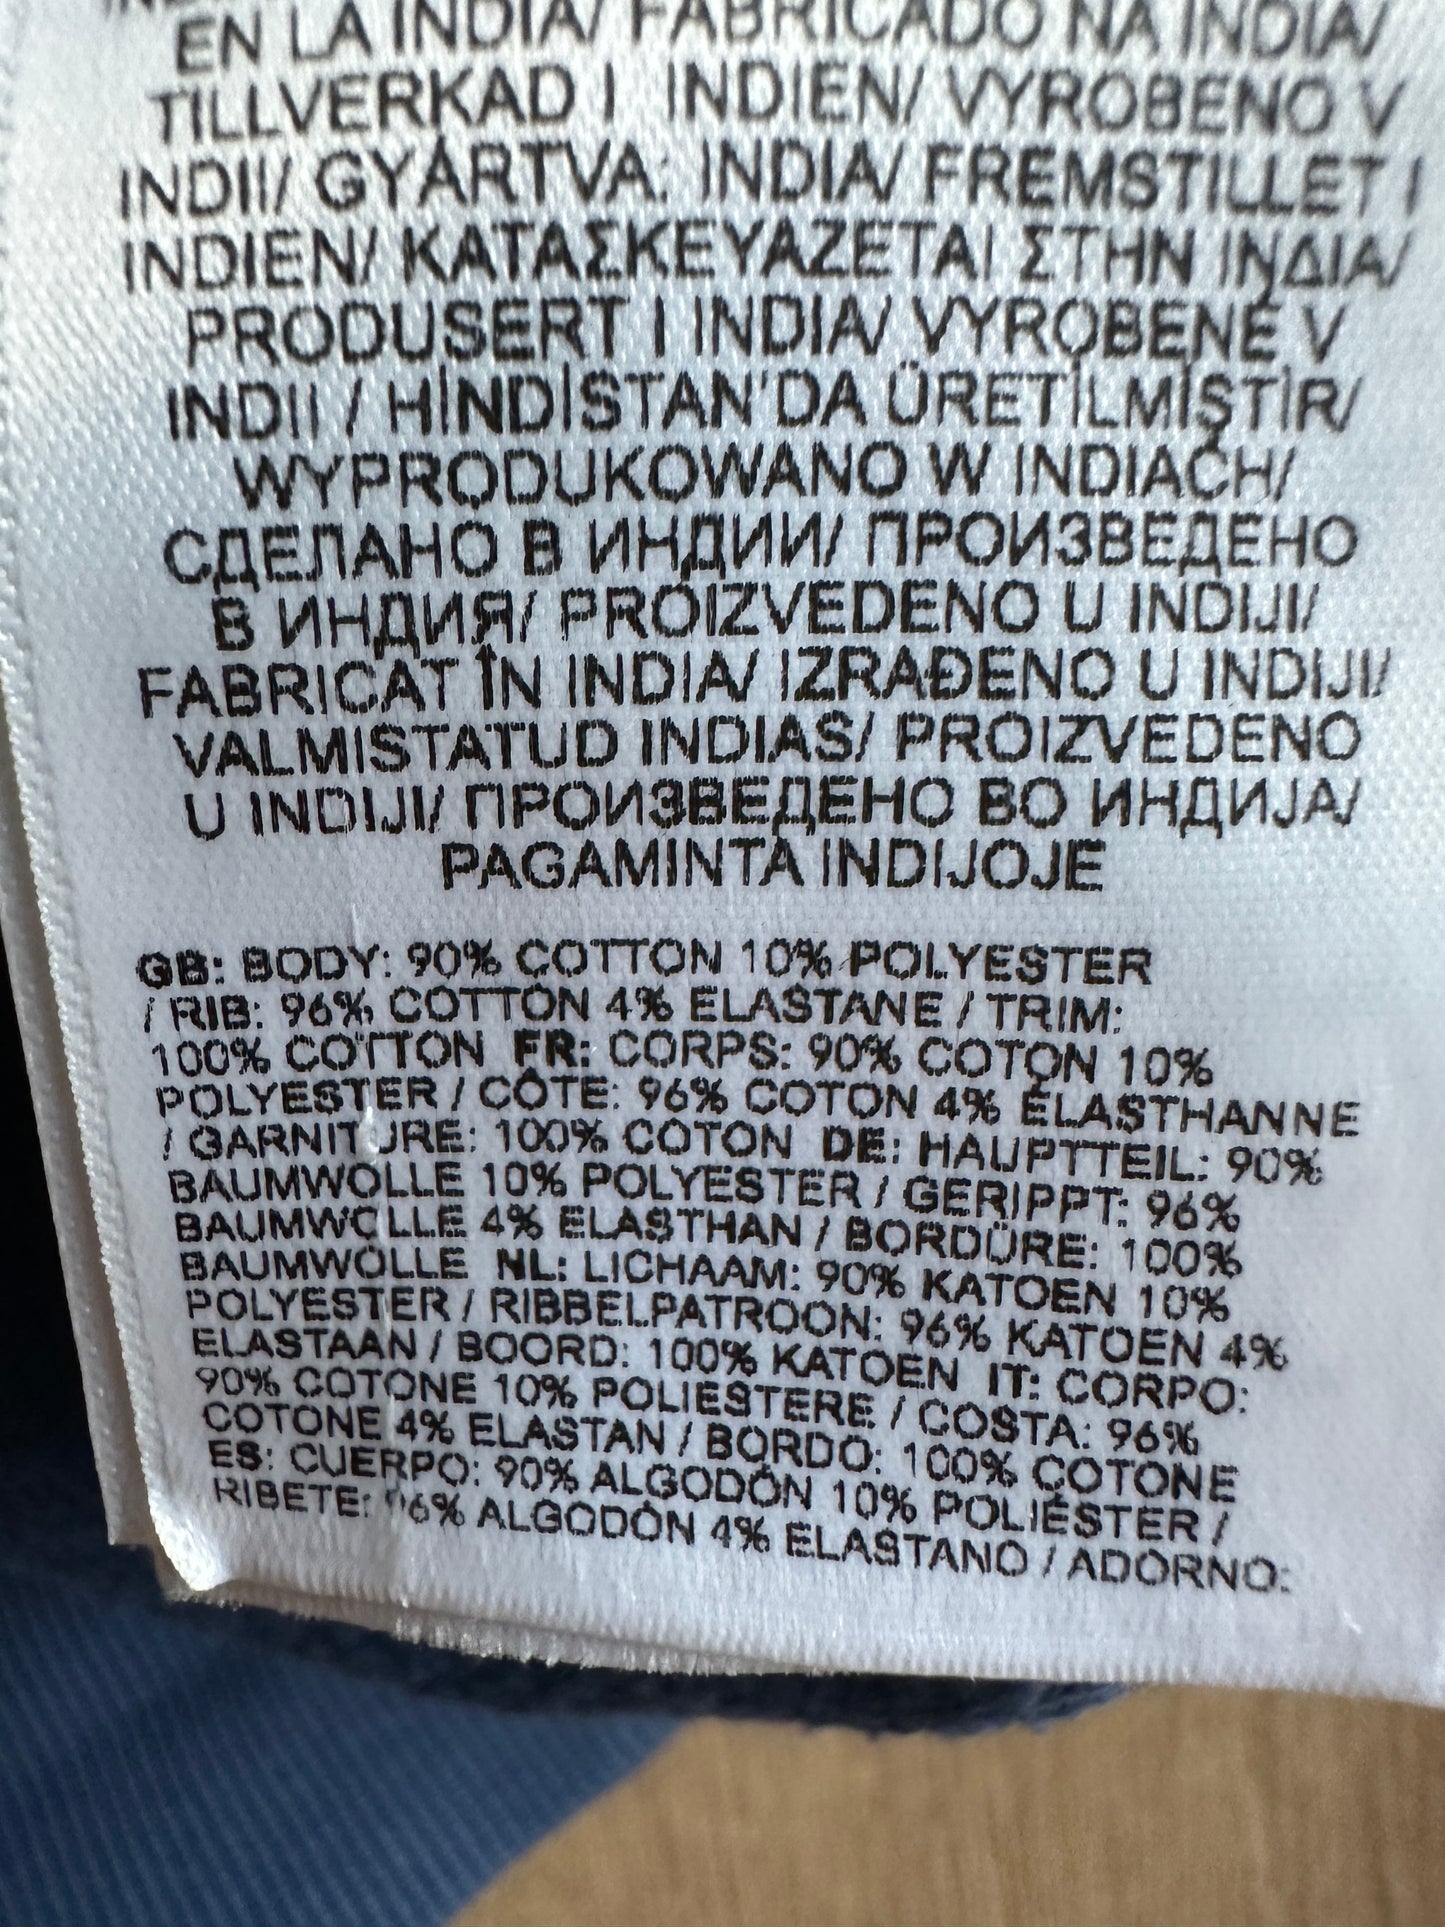 EN LA INDIA/ FABRICADO NA INDIA/
TILLVERKAD I INDIEN/ VYROBENO V
INDII/ GYÁRTVA: INDIA/ FREMSTILLET I
INDIEN/ ΚΑΤΑΣΚΕΥΑΖΕΤΑΙ ΣΤΗΝ ΙΝΔΙΑ/
PRODUSERT I INDIA/ VYROBENÉ V
INDII / HİNDİSTAN'DA ÜRETİLMİŞTİR/
WYPRODUKOWANO W INDIACH/
СДЕЛАНО В ИНДИИ/ ПРОИЗВЕДЕНО
В ИНДИЯ/ PROIZVEDENO U INDIJI/
FABRICAT ÎN INDIA/ IZRAĐENO U INDIJI/
VALMISTATUD INDIAS/ PROIZVEDENO
U INDIJI/ ПРОИЗВЕДЕНО ВО ИНДИЈА/
PAGAMINTA INDIJOJE
GB: BODY: 90% COTTON 10% POLYESTER
/ RIB: 96% COTTON 4% ELASTANE / TRIM:
100% COTTON FR: CORPS: 90% COTON 10%
POLYESTER / CÔTE: 96% COTON 4% ÉLASTHANNE
/ GARNITURE: 100% COTON DE: HAUPTTEIL: 90%
BAUMWOLLE 10% POLYESTER / GERIPPT: 96%
BAUMWOLLE 4% ELASTHAN / BORDÜRE: 100%
BAUMWOLLE NL: LICHAAM: 90% KATOEN 10%
POLYESTER / RIBBELPATROON: 96% KATOEN 4%
ELASTAAN / BOORD: 100% KATOEN IT: CORPO:
90% COTONE 10% POLIESTERE / COSTA: 96%
COTONE 4% ELASTAN / BORDO: 100% COTONE
ES: CUERPO: 90% ALGODÓN 10% POLIÉSTER /
RIBETE: 96% ALGODÓN 4% ELASTANO / ADORNO: